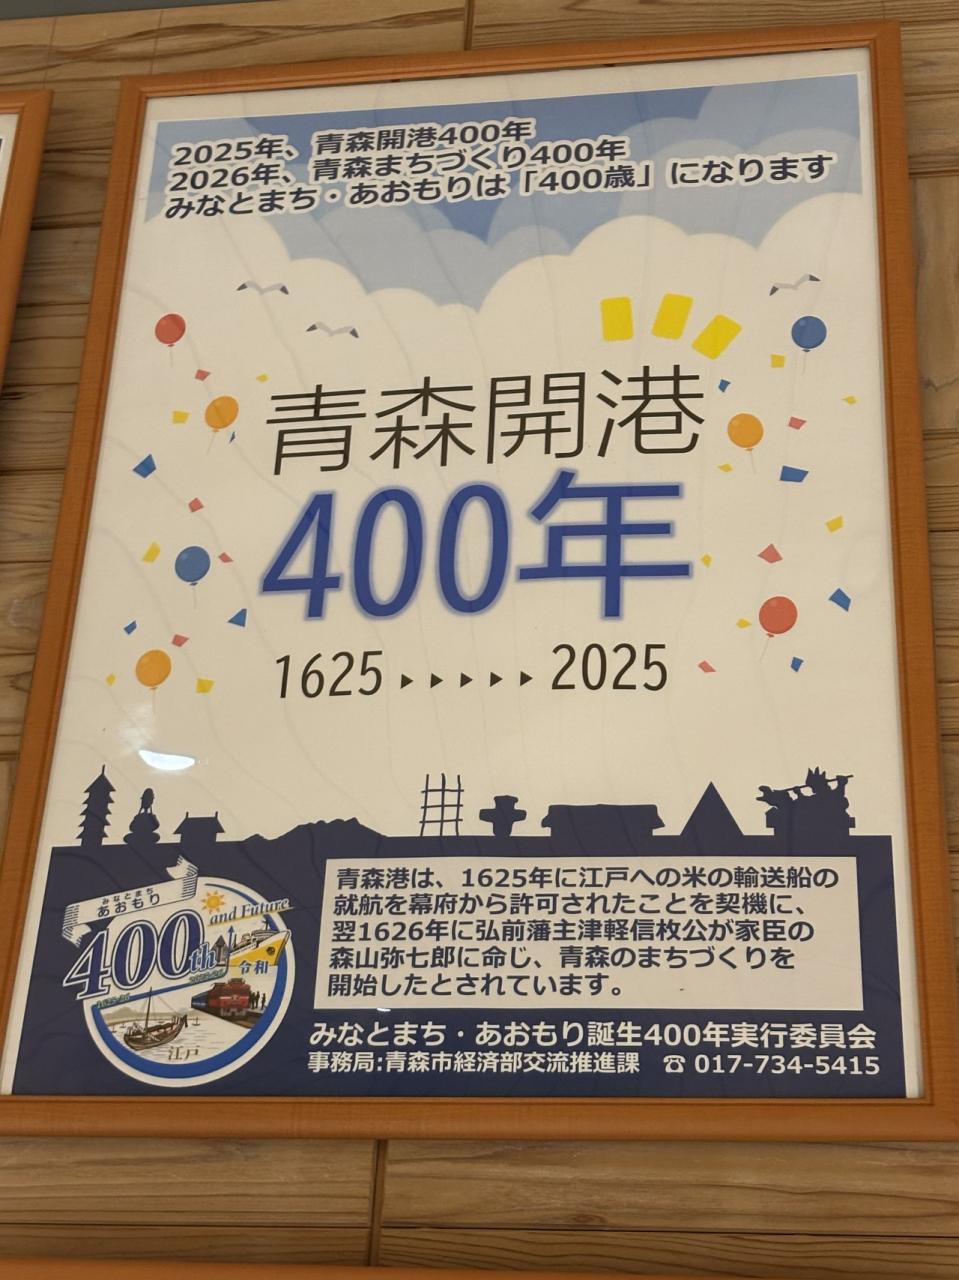 2025年、青森開港400年
2026年、青森まちづくり400年
みなとまち・あおもりは「400歳」になります
青森開港
400年
1625 ▶ ▶ ▶ ▶ ▶ 2025
みなとまち
あおもり
400th
and Future
令和
1625-26
2025-26
江戸
青森港は、1625年に江戸への米の輸送船の
就航を幕府から許可されたことを契機に、
翌1626年に弘前藩主津軽信枚公が家臣の
森山弥七郎に命じ、青森のまちづくりを
開始したとされています。
みなとまち・あおもり誕生400年実行委員会
事務局:青森市経済部交流推進課 ☎ 017-734-5415